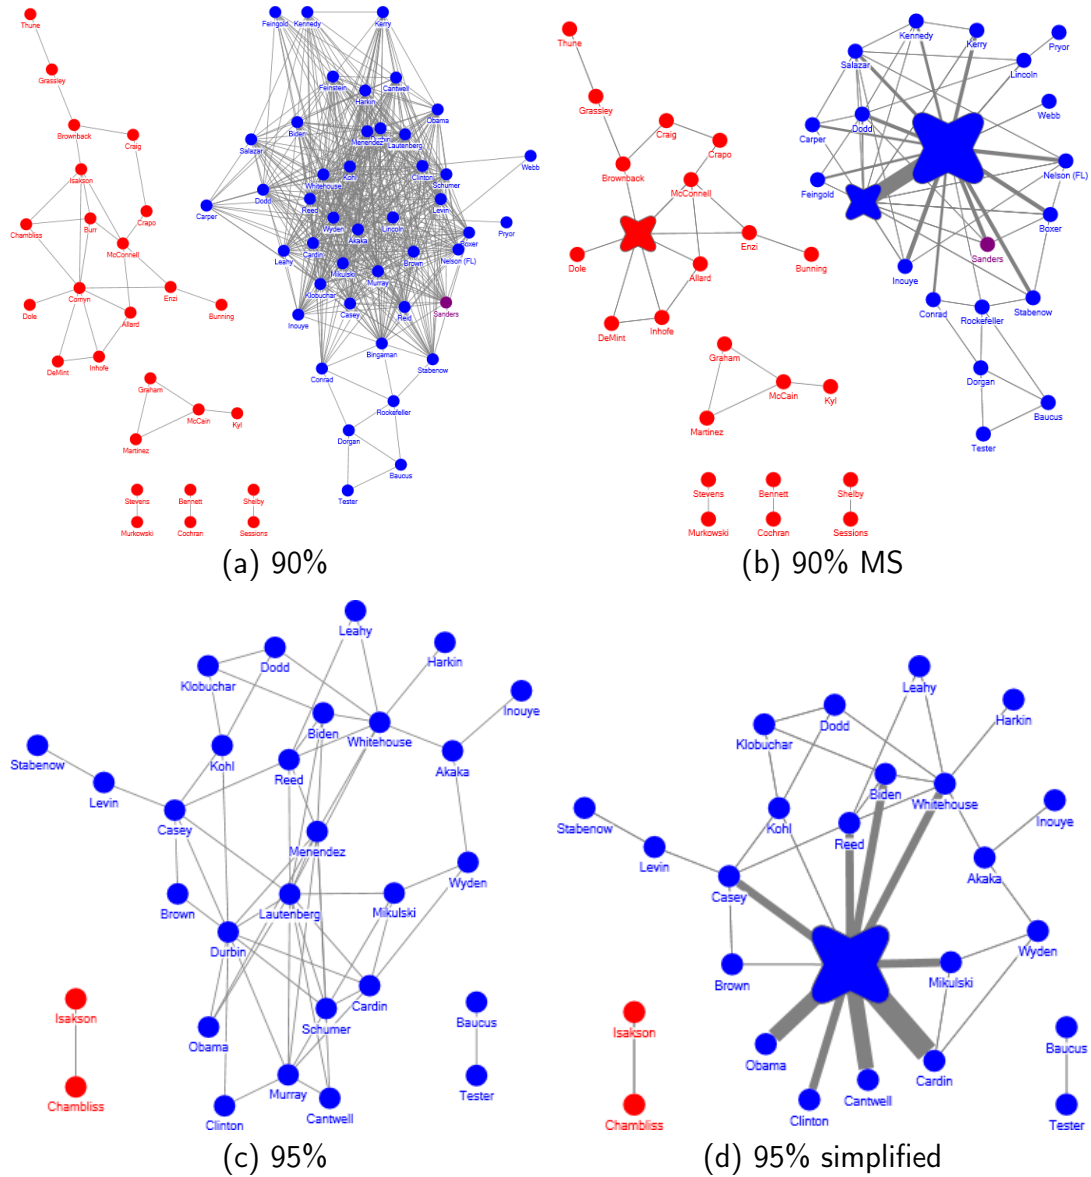 Thune
Grassley
Brownback
Craig
Isakson
Chambliss
Burr
Crapo
McConnell
Cornyn
Enzi
Dole
Allard
Bunning
DeMint
Inhofe
Graham
McCain
Kyl
Martinez
Stevens
Bennett
Shelby
Murkowski
Cochran
Sessions
Feingold
Kennedy
Kerry
Feinstein
Cantwell
Harkin
Obama
Biden
Menendez
Lautenberg
Salazar
Webb
Whitehouse
Kohl
Clinton
Schumer
Dodd
Reed
Levin
Carper
Wyden
Lincoln
Pryor
Akaka
Boxer
Leahy
Cardin
Brown
Nelson (FL)
Mikulski
Murray
Klobuchar
Casey
Reid
Sanders
Inouye
Bingaman
Stabenow
Conrad
Rockefeller
Dorgan
Baucus
Tester
(a) 90%
Thune
Grassley
Craig
Crapo
Brownback
McConnell
Enzi
Dole
Allard
Bunning
DeMint
Inhofe
Graham
McCain
Kyl
Martinez
Stevens
Bennett
Shelby
Murkowski
Cochran
Sessions
Kennedy
Kerry
Pryor
Salazar
Lincoln
Webb
Carper
Dodd
Nelson (FL)
Feingold
Boxer
Sanders
Inouye
Conrad
Rockefeller
Stabenow
Dorgan
Baucus
Tester
(b) 90% MS
Leahy
Dodd
Harkin
Klobuchar
Inouye
Biden
Whitehouse
Stabenow
Kohl
Reed
Akaka
Levin
Casey
Menendez
Wyden
Brown
Lautenberg
Mikulski
Durbin
Cardin
Isakson
Schumer
Baucus
Obama
Murray
Tester
Chambliss
Clinton
Cantwell
(c) 95%
Leahy
Dodd
Harkin
Klobuchar
Biden
Whitehouse
Inouye
Stabenow
Kohl
Reed
Levin
Akaka
Casey
Wyden
Brown
Mikulski
Isakson
Baucus
Obama
Cardin
Cantwell
Clinton
Chambliss
Tester
(d) 95% simplified